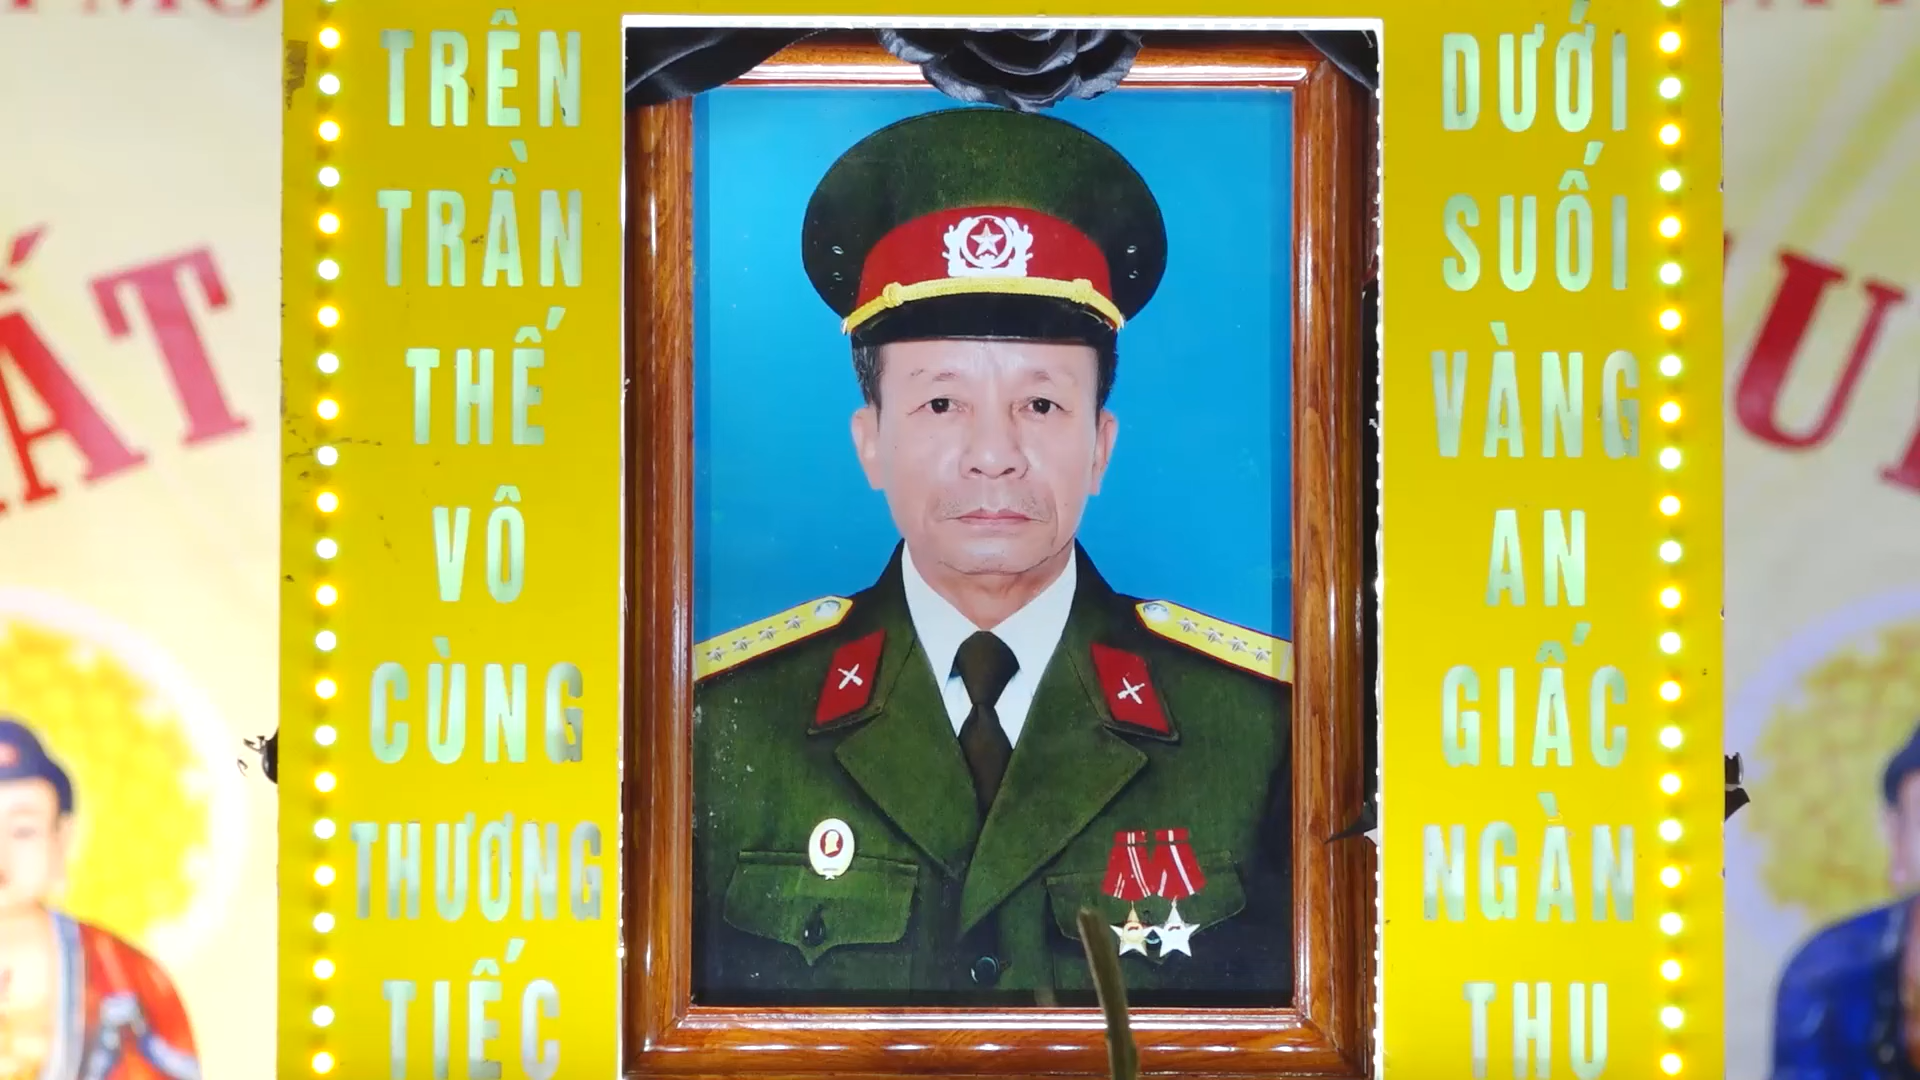 TRÊN
TRẦN
THẾ
VÔ
CÙNG
THƯƠNG
TIẾC
DƯỚI
SUỐI
VÀNG
AN
GIẤC
NGÀN
THU